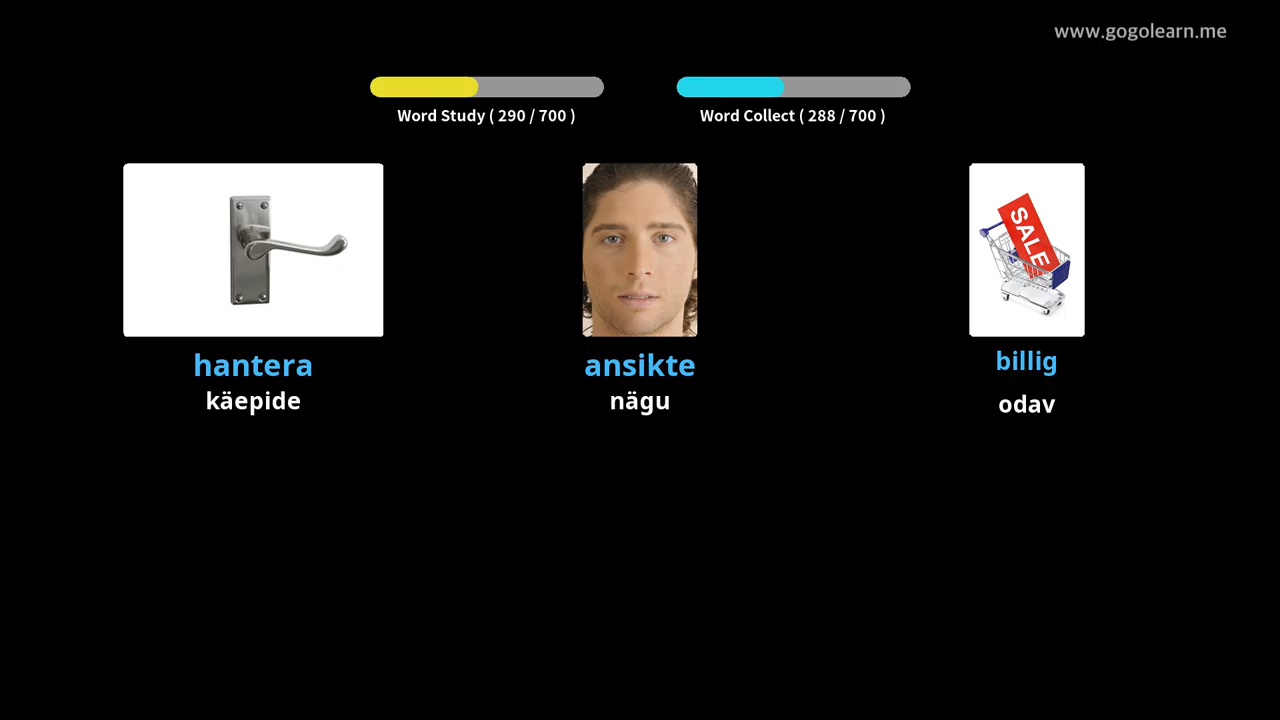 www.gogolearn.me
Word Study ( 290 / 700 )
Word Collect ( 288 / 700 )
SALE
hantera
ansikte
billig
käepide
nägu
odav